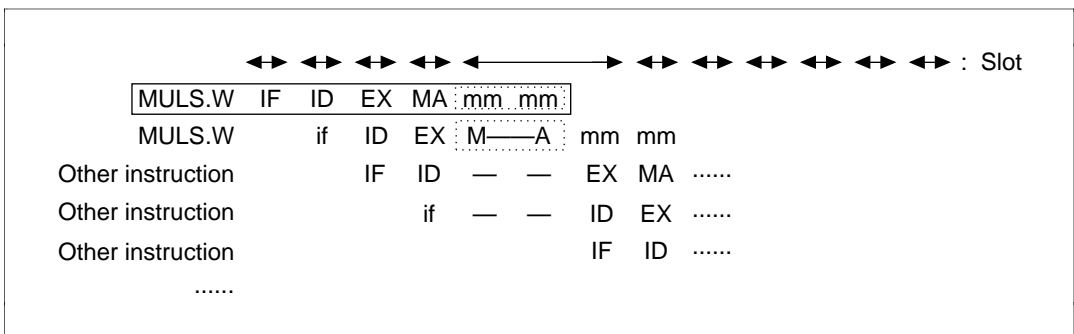 : Slot
MULS.W IF ID EX MA mm mm
MULS.W if ID EX M——A mm mm
Other instruction IF ID — — EX MA ......
Other instruction if — — ID EX ......
Other instruction IF ID ......
......